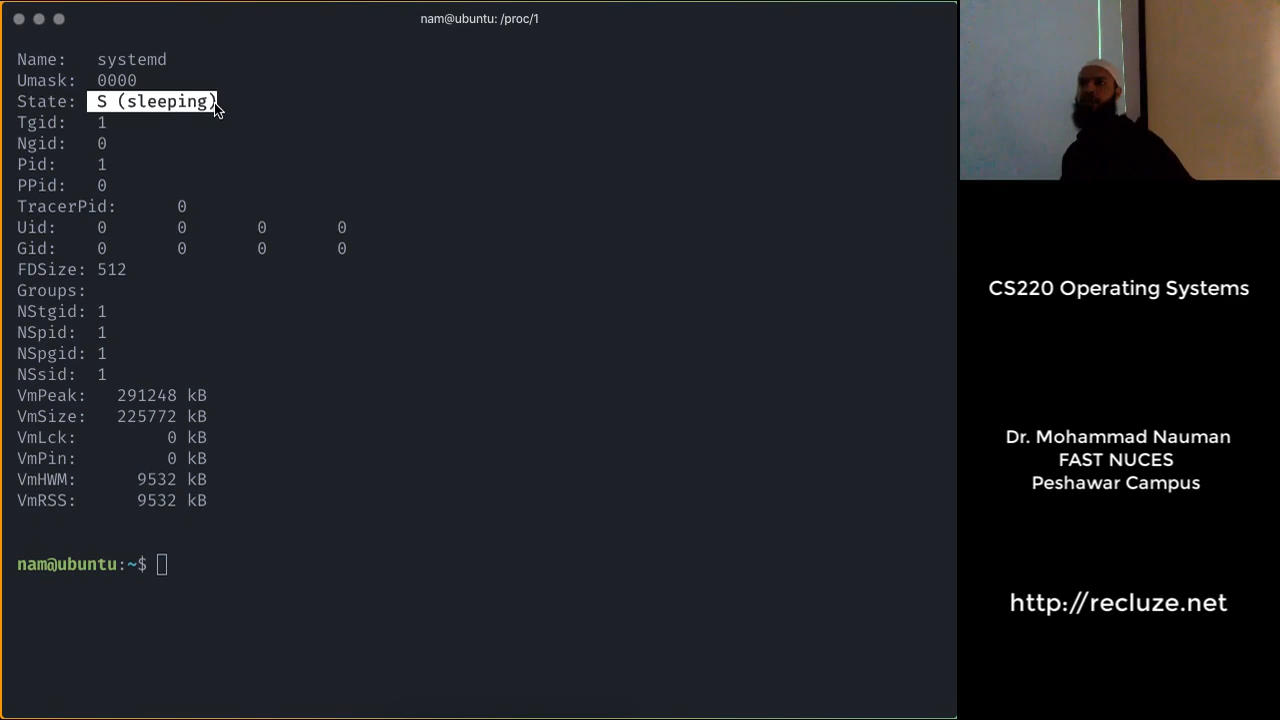 nam@ubuntu: /proc/1
Name:   systemd
Umask:  0000
State:  S (sleeping)
Tgid:   1
Ngid:   0
Pid:    1
PPid:   0
TracerPid:      0
Uid:    0       0       0       0
Gid:    0       0       0       0
FDSize: 512
Groups:
NStgid: 1
NSpid:  1
NSpgid: 1
NSsid:  1
VmPeak:   291248 kB
VmSize:   225772 kB
VmLck:         0 kB
VmPin:         0 kB
VmHWM:      9532 kB
VmRSS:      9532 kB
nam@ubuntu:~$
CS220 Operating Systems
Dr. Mohammad Nauman
FAST NUCES
Peshawar Campus
http://recluze.net